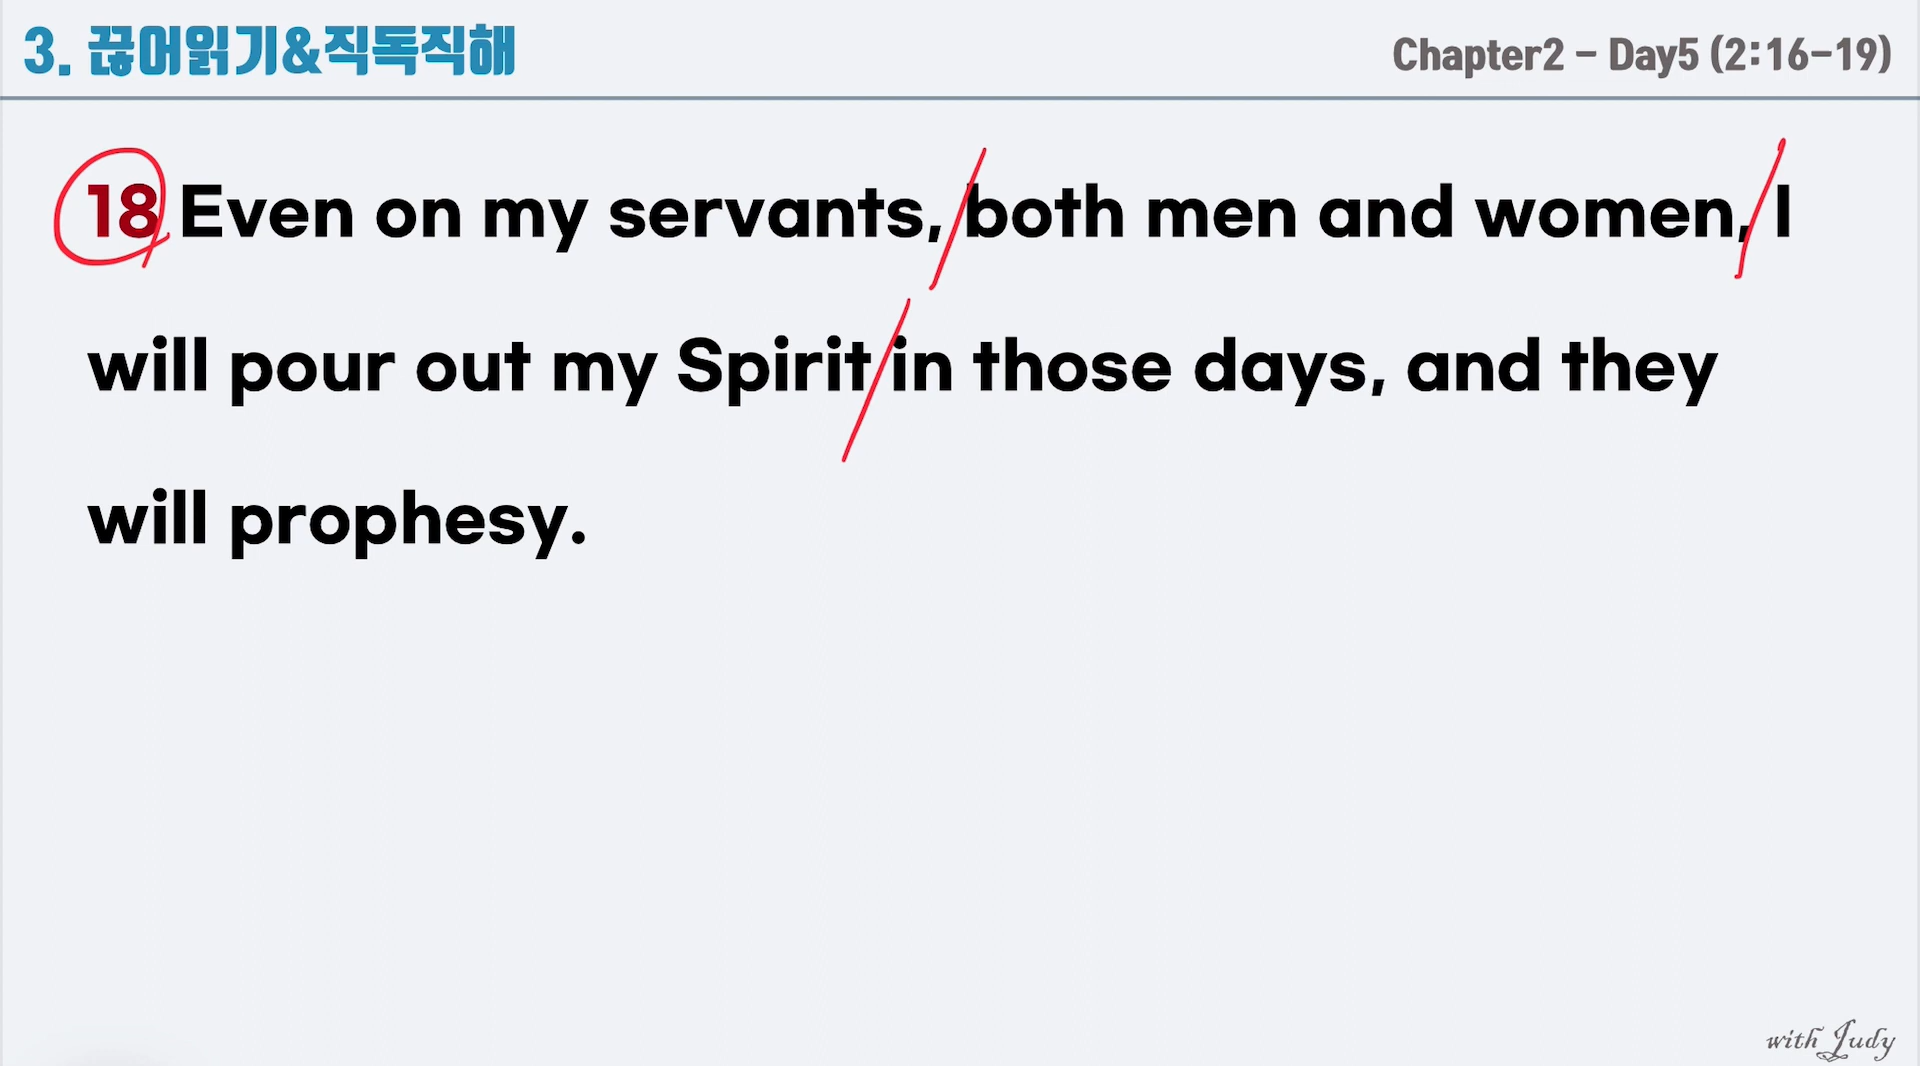 3. 끊어읽기&직독직해
Chapter2 - Day5 (2:16-19)
18 Even on my servants, both men and women, I
will pour out my Spirit in those days, and they
will prophesy.
with Judy